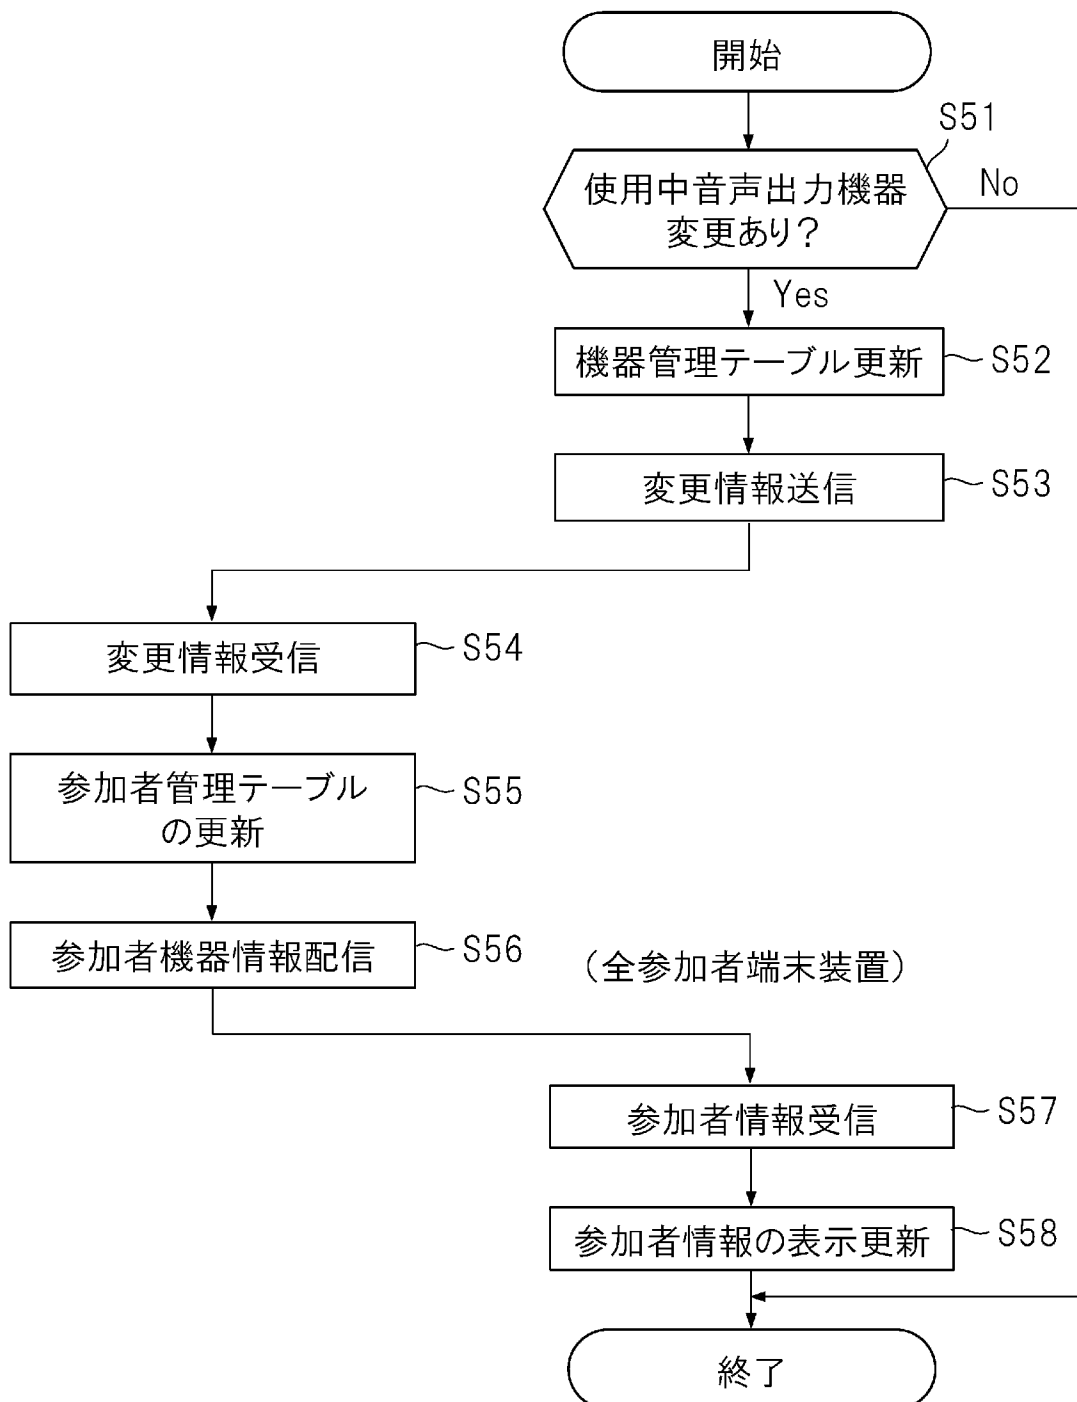 開始
S51
使用中音声出力機器
変更あり？
No
Yes
機器管理テーブル更新
S52
変更情報送信
S53
変更情報受信
S54
参加者管理テーブル
の更新
S55
参加者機器情報配信
S56
（全参加者端末装置）
参加者情報受信
S57
参加者情報の表示更新
S58
終了